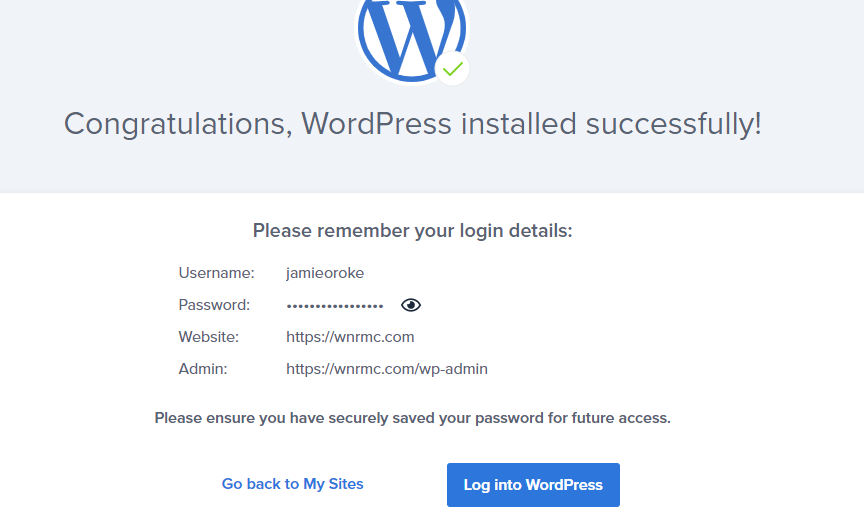 Congratulations, WordPress installed successfully!
Please remember your login details:
Username: jamieoroke
Password: •••••••••••••••••
Website: https://wnrmc.com
Admin: https://wnrmc.com/wp-admin
Please ensure you have securely saved your password for future access.
Go back to My Sites Log into WordPress